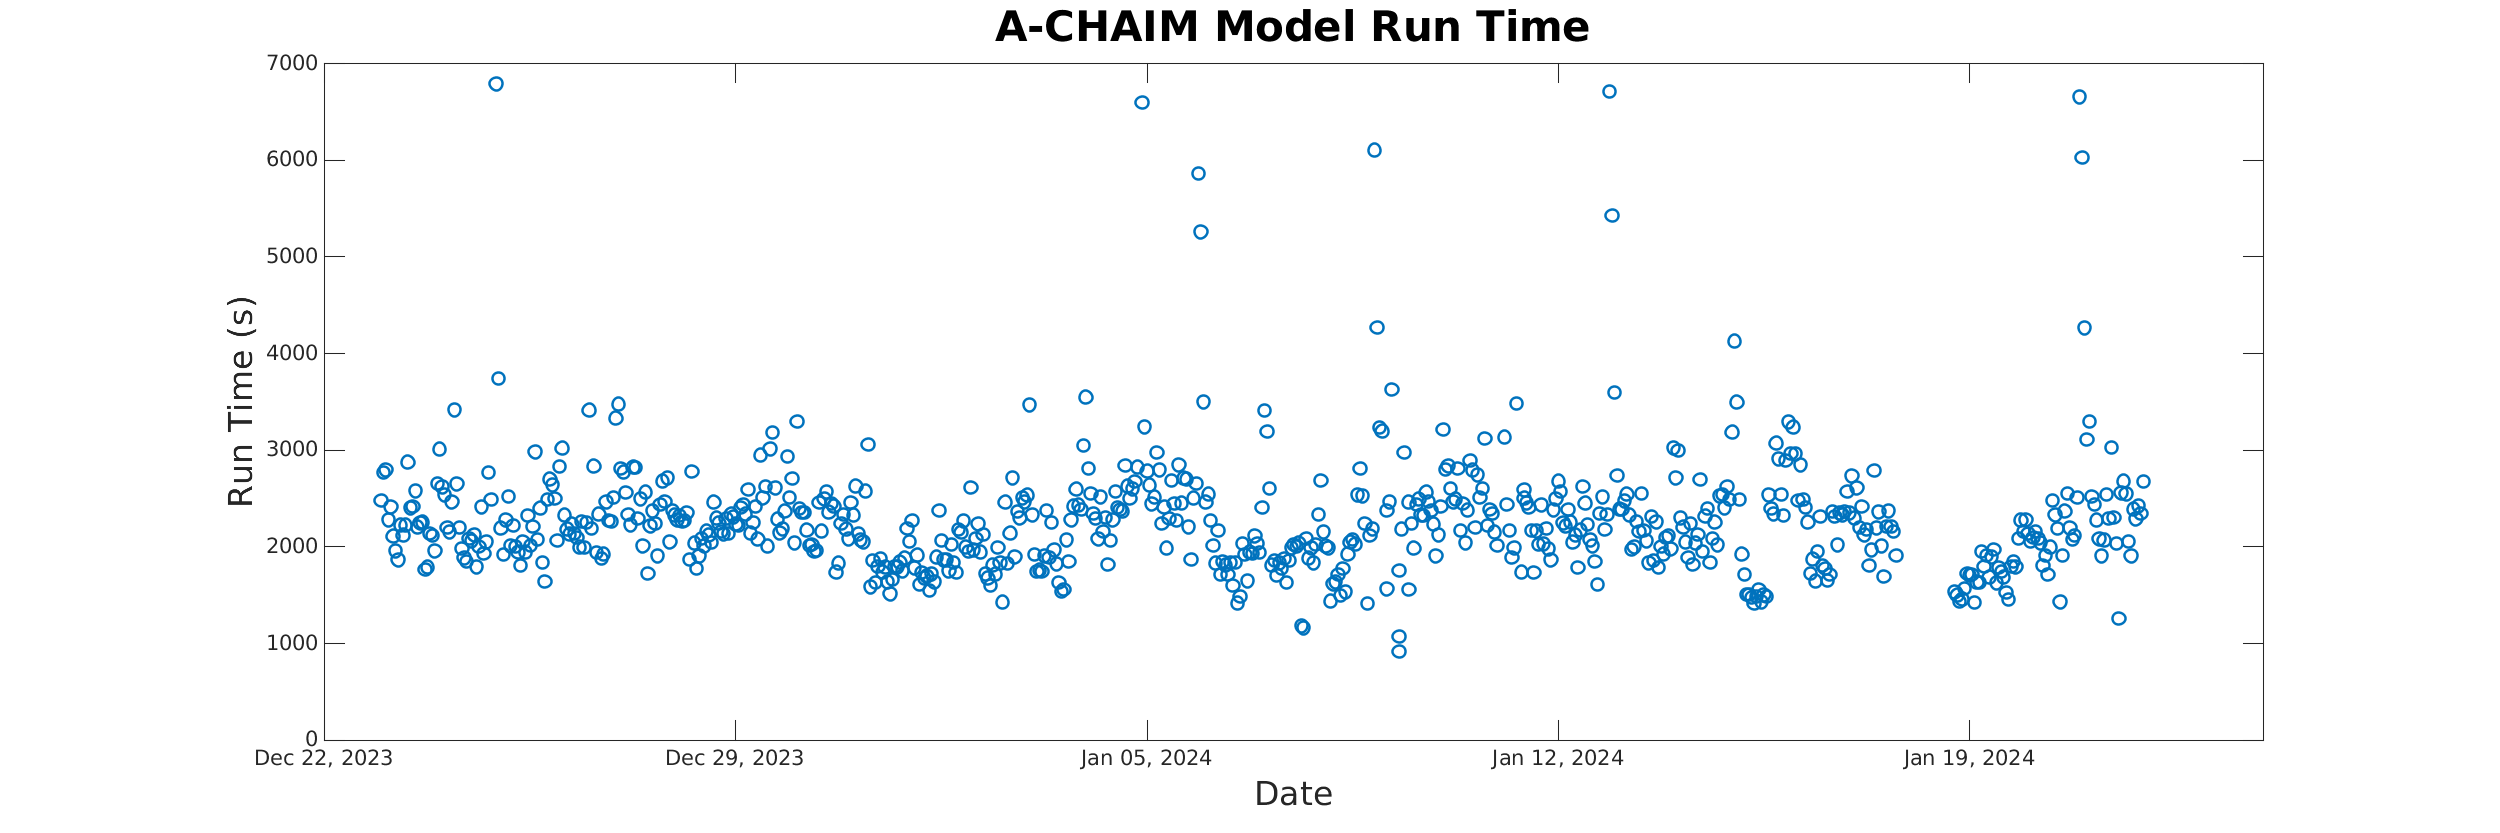 A-CHAIM Model Run Time
7000
6000
5000
4000
3000
2000
1000
0
Run Time (s)
Dec 22, 2023
Dec 29, 2023
Jan 05, 2024
Jan 12, 2024
Jan 19, 2024
Date